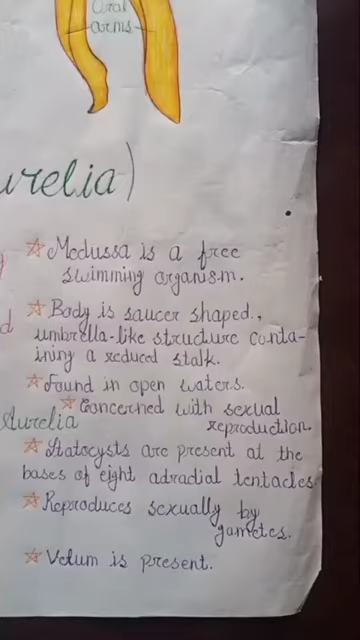 Oral
arms
urelia)
☆ Medussa is a free
swimming organism.
☆ Body is saucer shaped.,
umbrella-like structure conta-
ining a reduced stalk.
☆ Found in open waters.
☆ Concerned with sexual
Aurelia reproduction.
☆ Statocysts are present at the
bases of eight adradial tentacles
☆ Reproduces sexually by
gametes.
☆ Velum is present.